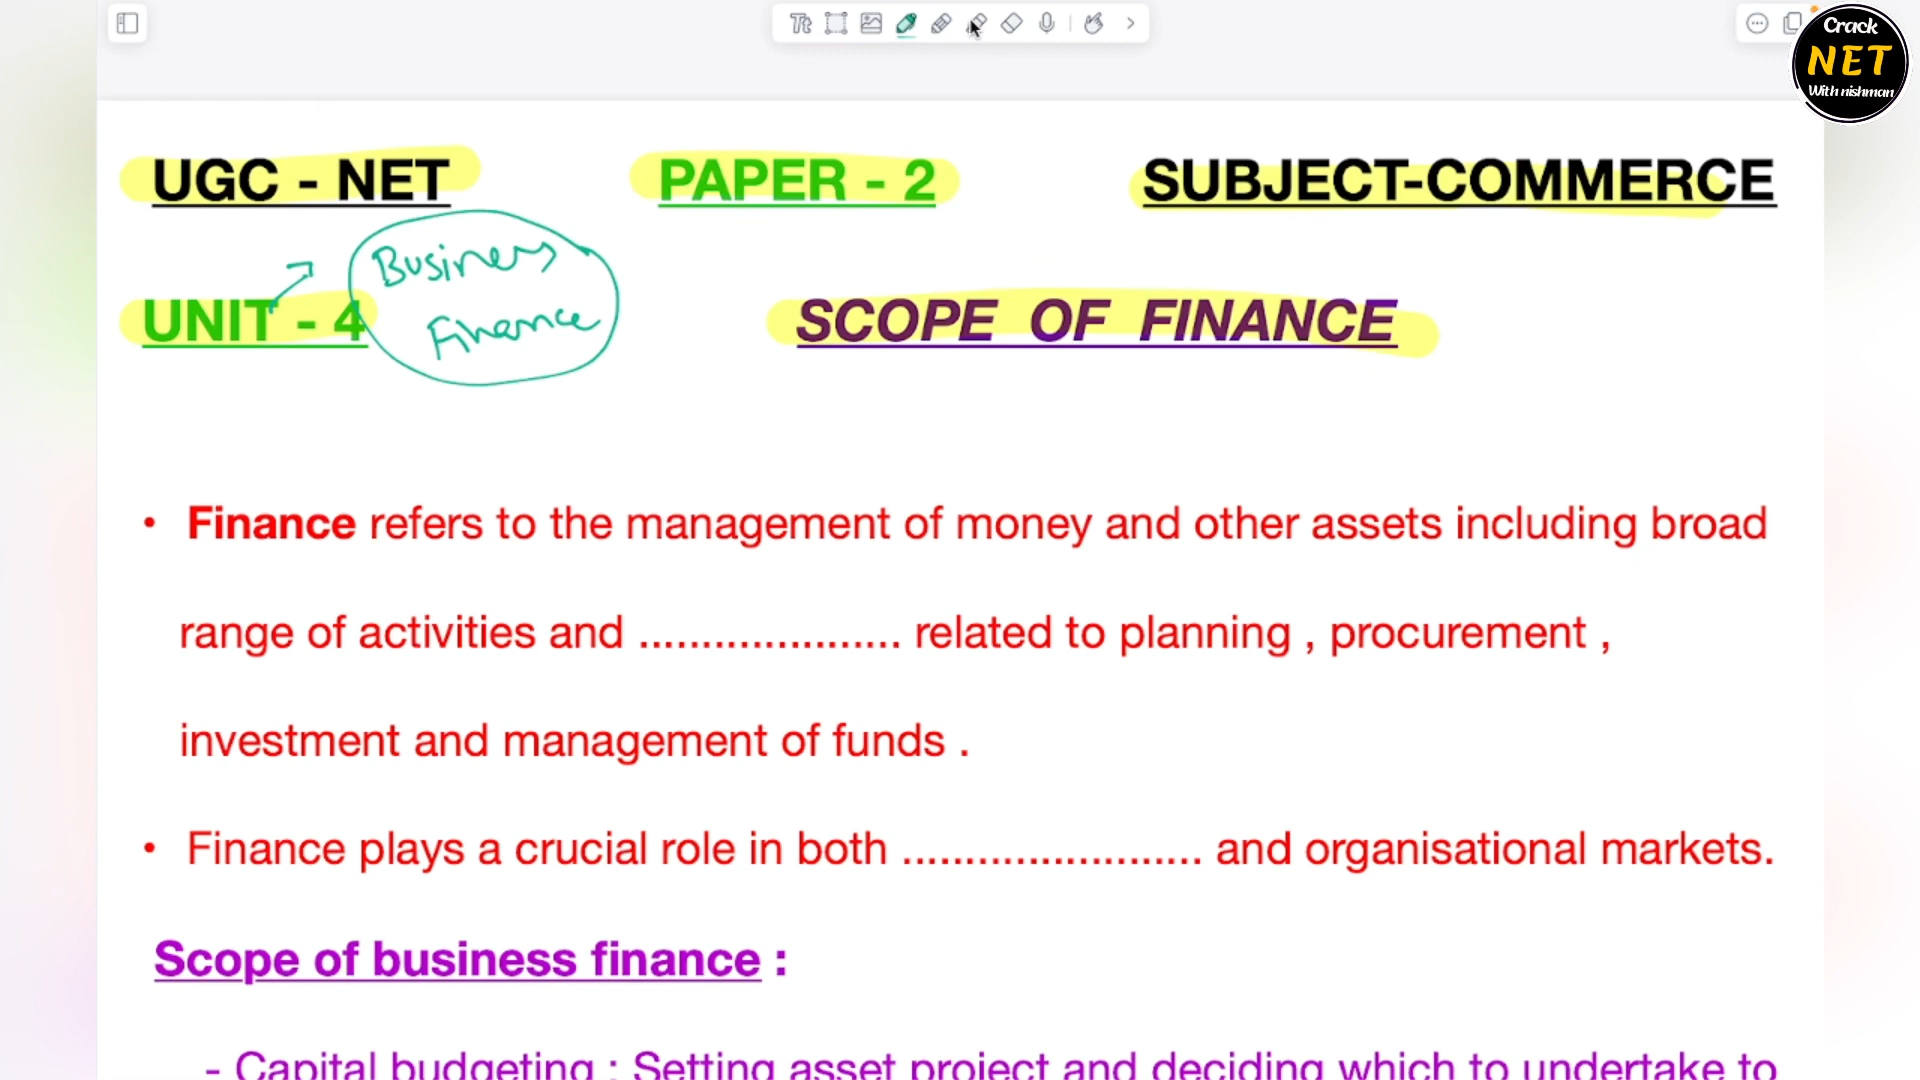 Tt
Crack
NET
With nishman
UGC - NET PAPER - 2 SUBJECT-COMMERCE
Business
Finance
UNIT - 4 SCOPE OF FINANCE
• Finance refers to the management of money and other assets including broad
range of activities and ..................... related to planning , procurement ,
investment and management of funds .
• Finance plays a crucial role in both ........................ and organisational markets.
Scope of business finance :
- Capital budgeting : Setting asset project and deciding which to undertake to